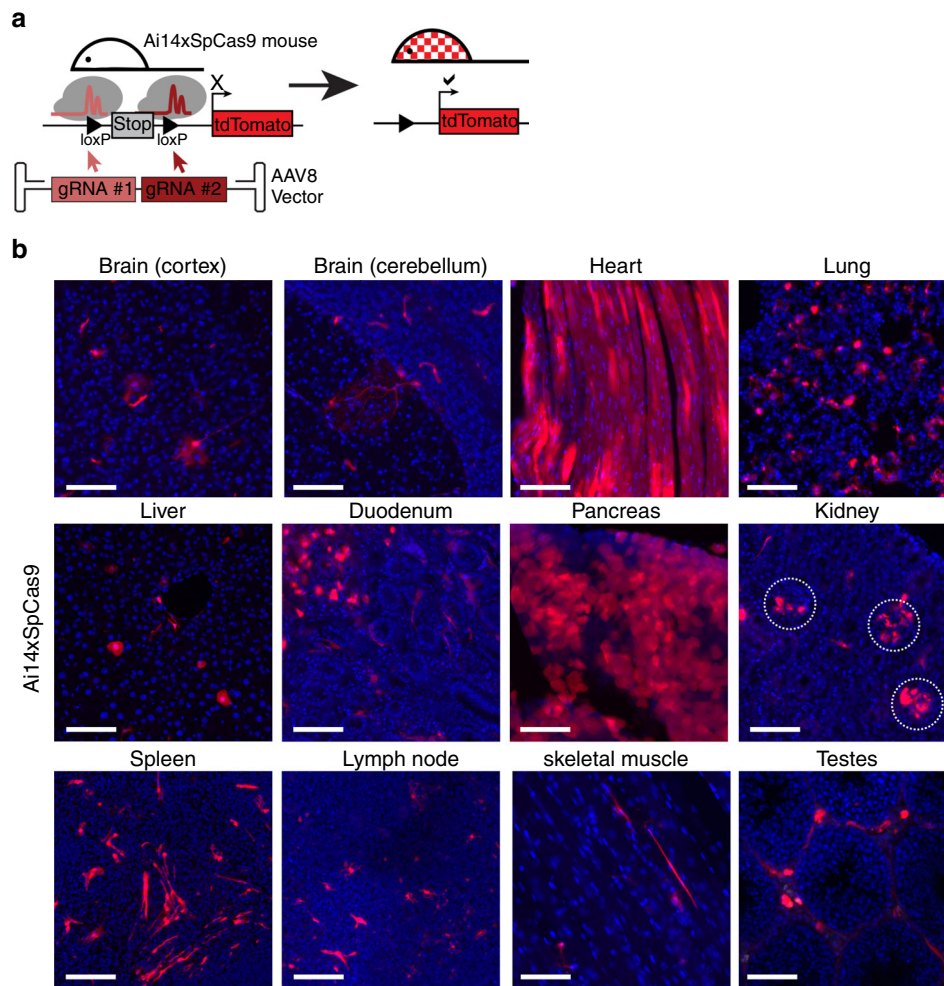 a
Ai14xSpCas9 mouse
X
Stop
tdTomato
tdTomato
loxP
loxP
gRNA #1
gRNA #2
AAV8
Vector
b
Brain (cortex)
Brain (cerebellum)
Heart
Lung
Liver
Duodenum
Pancreas
Kidney
Ai14xSpCas9
Spleen
Lymph node
skeletal muscle
Testes